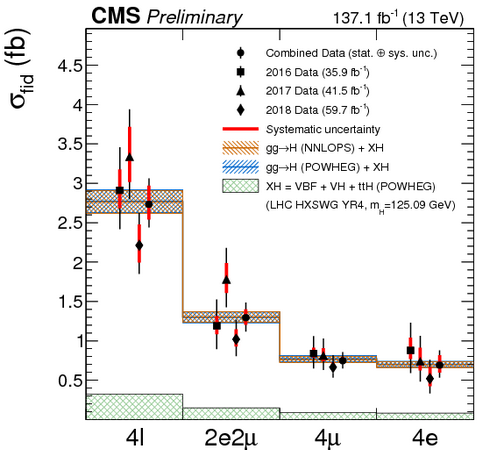 CMS Preliminary 137.1 fb⁻¹ (13 TeV)
σfid (fb)
Combined Data (stat. ⊕ sys. unc.)
2016 Data (35.9 fb⁻¹)
2017 Data (41.5 fb⁻¹)
2018 Data (59.7 fb⁻¹)
Systematic uncertainty
gg→H (NNLOPS) + XH
gg→H (POWHEG) + XH
XH = VBF + VH + ttH (POWHEG)
(LHC HXSWG YR4, mH=125.09 GeV)
4.5
4
3.5
3
2.5
2
1.5
1
0.5
4l 2e2μ 4μ 4e